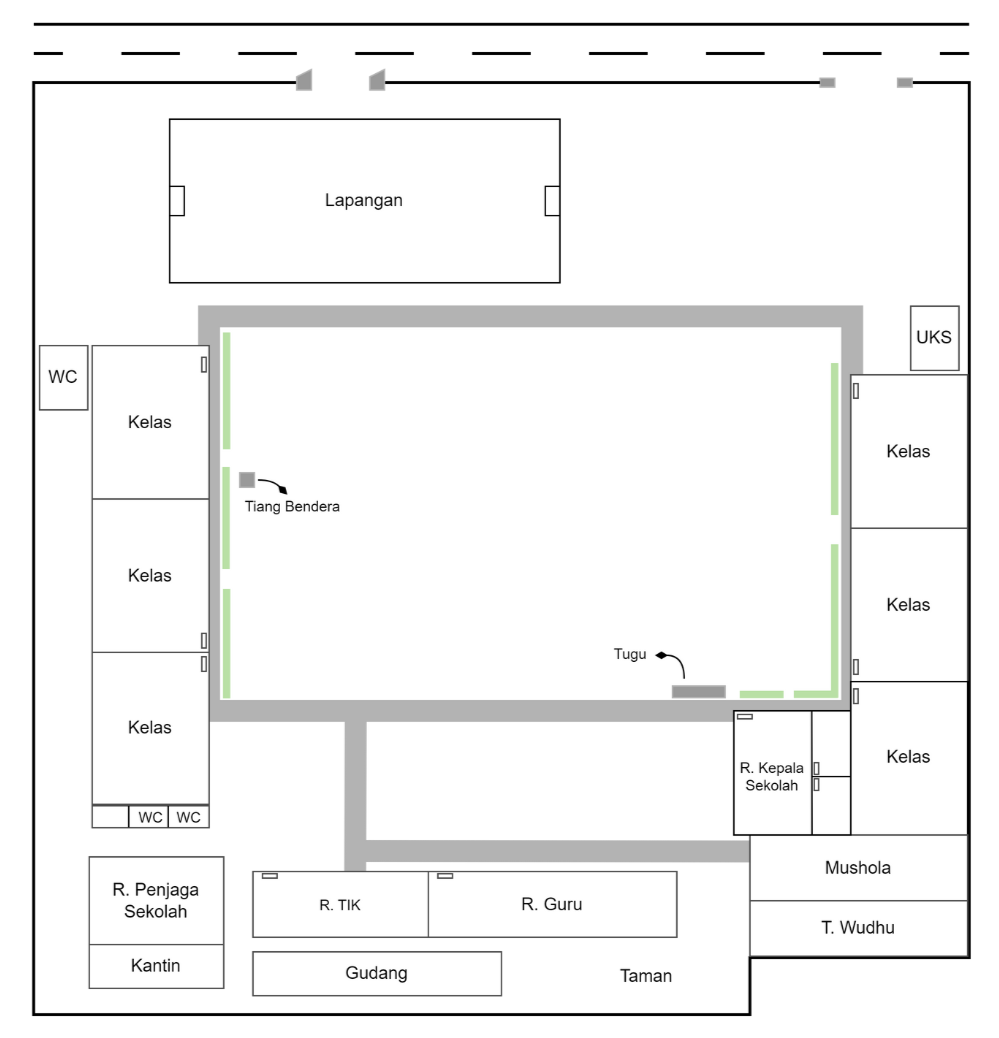 Lapangan
UKS
WC
Kelas
Kelas
Tiang Bendera
Kelas
Kelas
Tugu
Kelas
Kelas
R. Kepala
Sekolah
WC
WC
Mushola
R. Penjaga
Sekolah
R. TIK
R. Guru
T. Wudhu
Kantin
Gudang
Taman